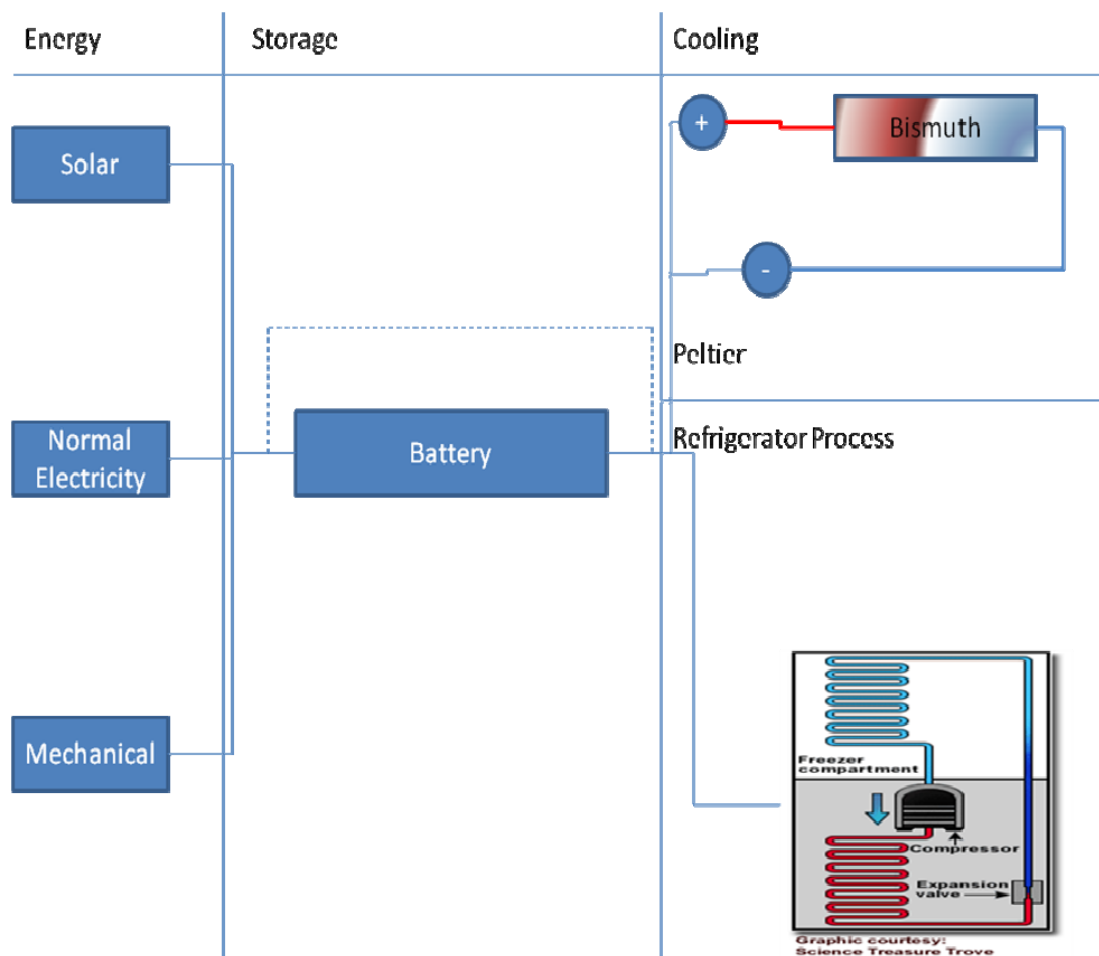 Energy
Storage
Cooling
Solar
+
Bismuth
-
Peltier
Normal
Electricity
Battery
Refrigerator Process
Mechanical
Freezer
compartment
Compressor
Expansion
valve
Graphic courtesy:
Science Treasure Trove